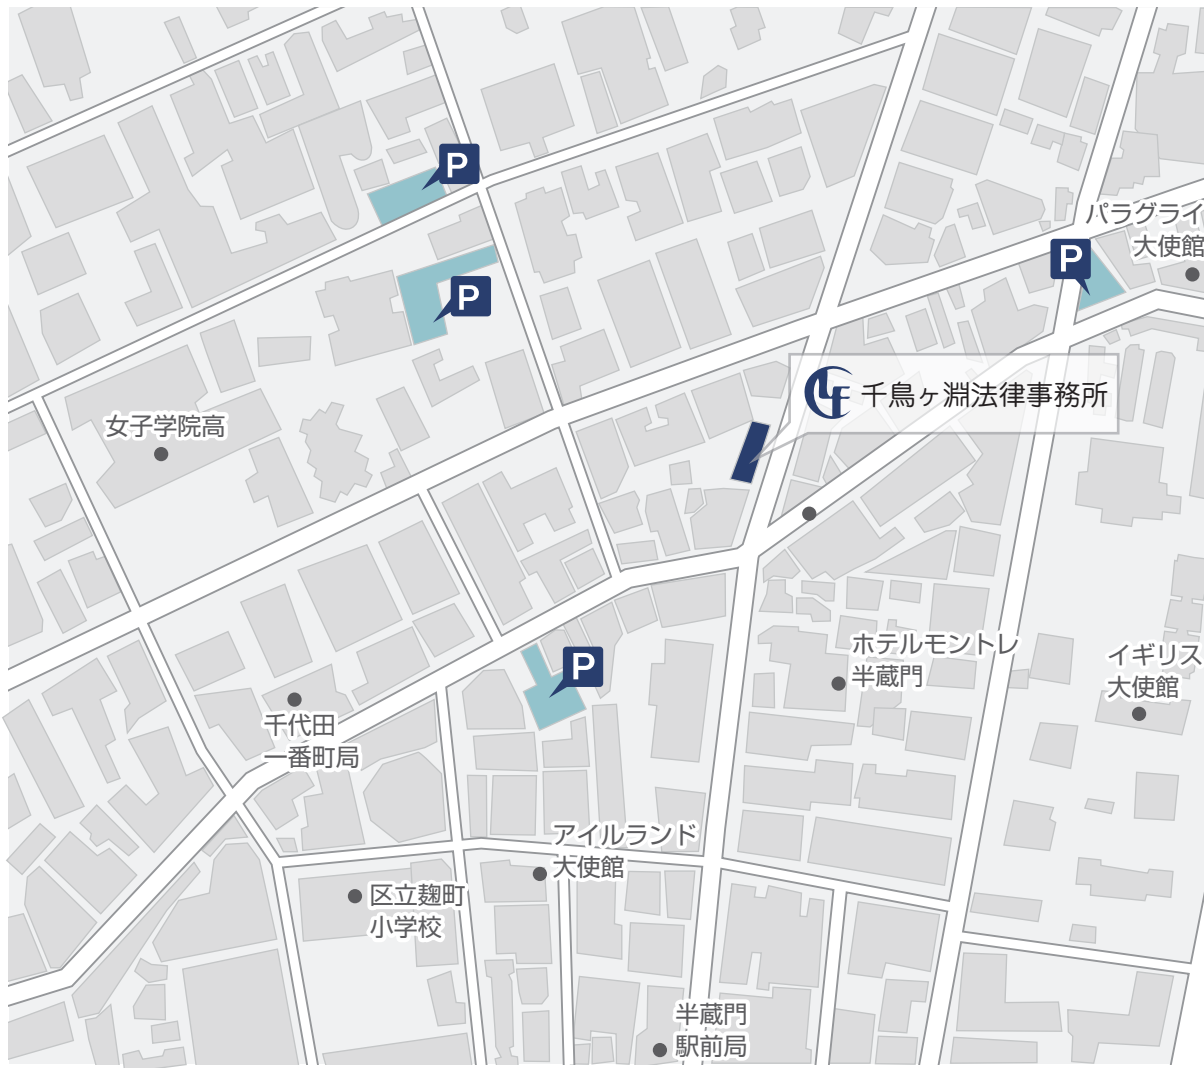 P
パラグライ
大使館
P
P
LF 千鳥ヶ淵法律事務所
女子学院高
ホテルモントレ
半蔵門
イギリス
大使館
P
千代田
一番町局
アイルランド
大使館
区立麹町
小学校
半蔵門
駅前局